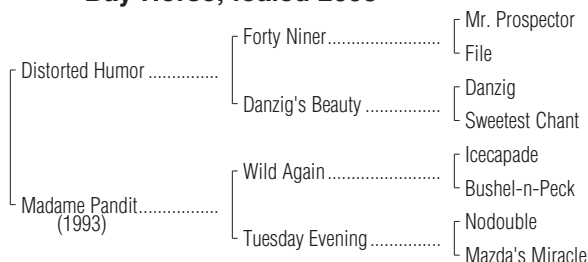 Bay Horse, foaled
Mr. Prospector
Forty Niner
File
Distorted Humor
Danzig
Danzig's Beauty
Sweetest Chant
Icecapade
Wild Again
Bushel-n-Peck
Madame Pandit
(1993)
Nodouble
Tuesday Evening
Mazda's Miracle